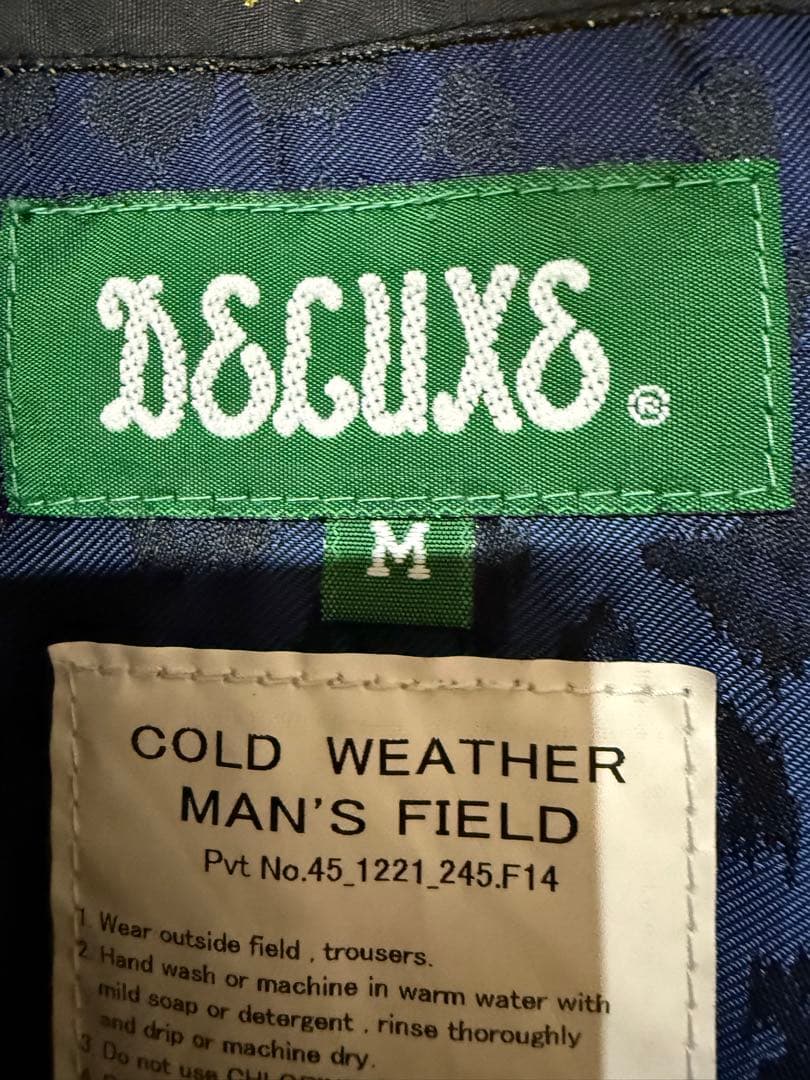 DELUXE®
M
COLD WEATHER
MAN'S FIELD
Pvt No.45_1221_245.F14
1. Wear outside field , trousers.
2. Hand wash or machine in warm water with
mild soap or detergent , rinse thoroughly
and drip or machine dry.
3 Do not use